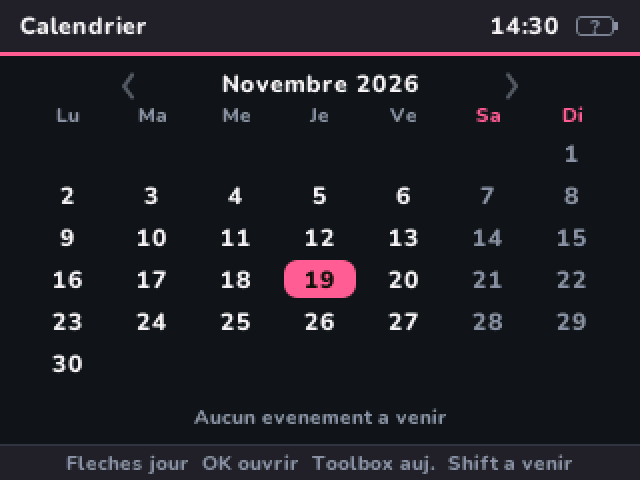 Calendrier 14:30 ?
Novembre 2026
Lu Ma Me Je Ve Sa Di
1
2 3 4 5 6 7 8
9 10 11 12 13 14 15
16 17 18 19 20 21 22
23 24 25 26 27 28 29
30
Aucun evenement a venir
Fleches jour OK ouvrir Toolbox auj. Shift a venir